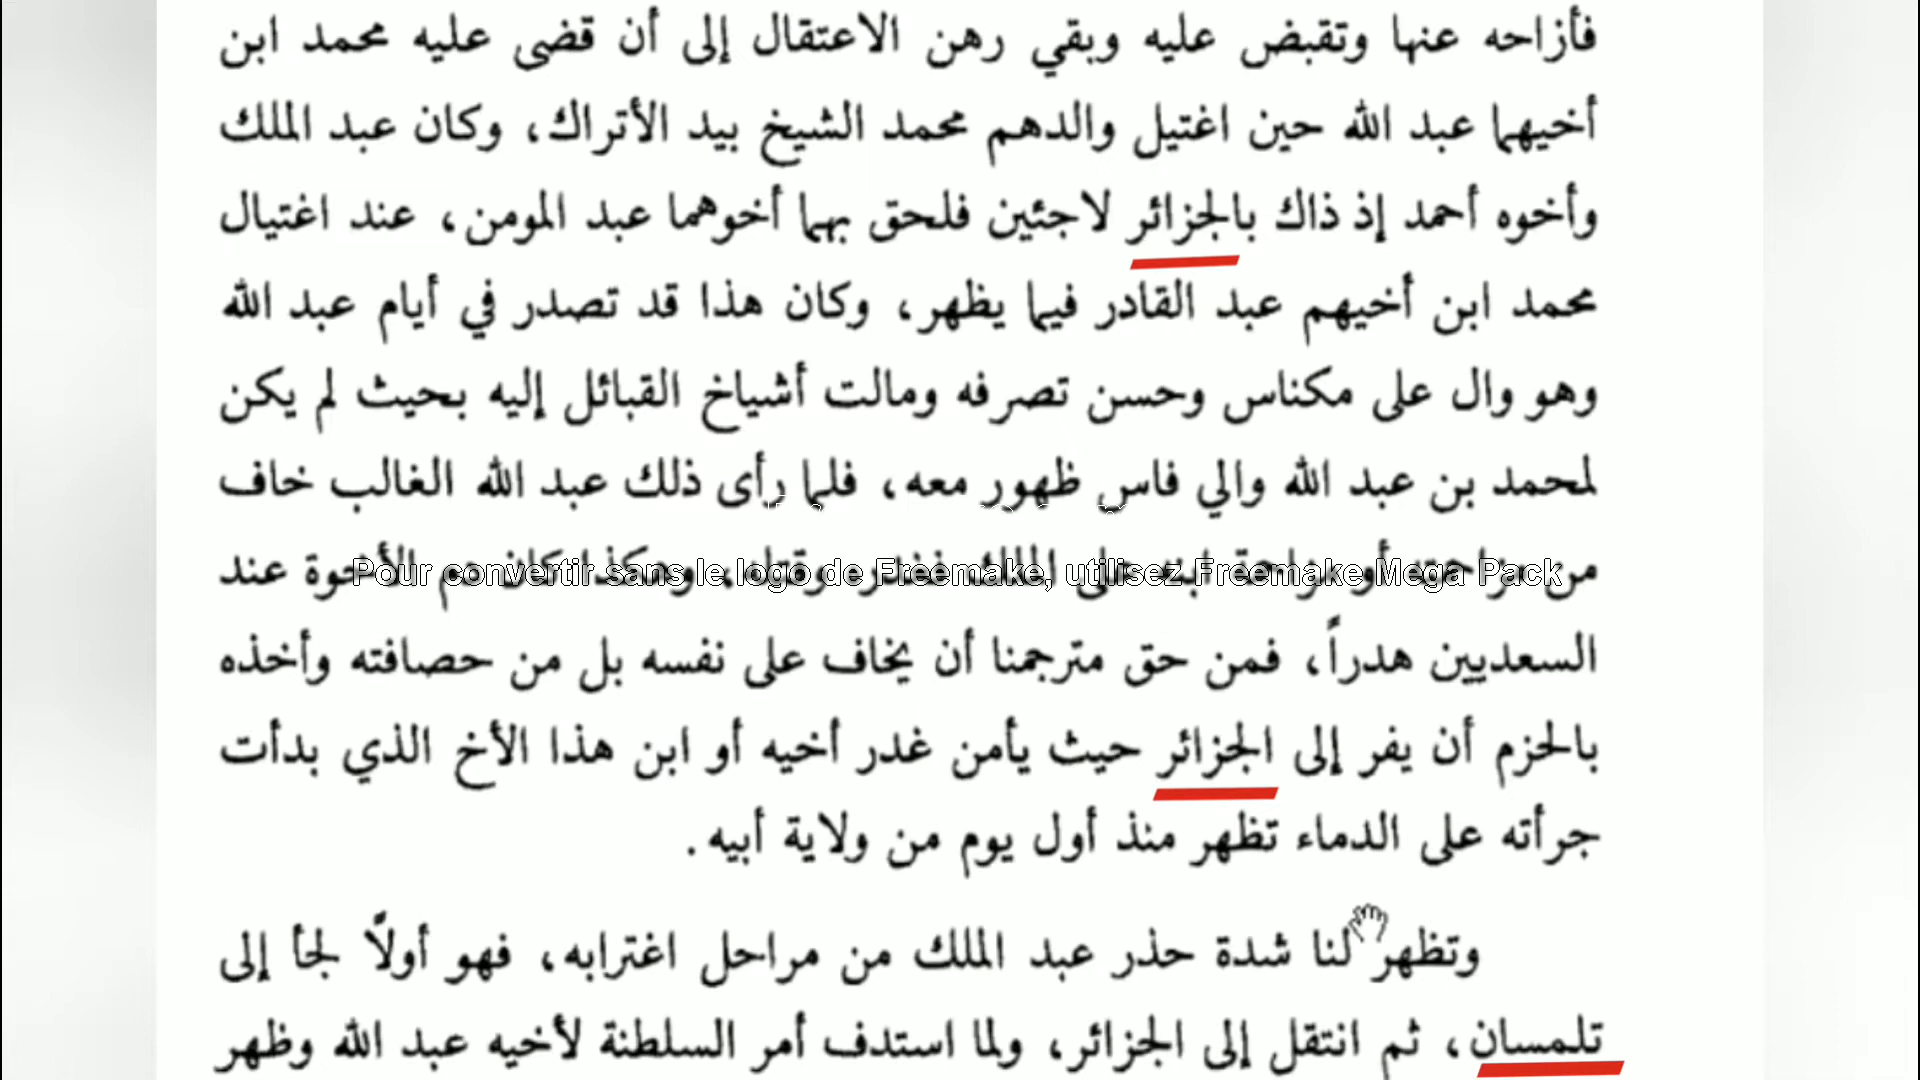 فأزاحه عنها وتقبض عليه وبقي رهن الاعتقال إلى أن قضى عليه محمد ابن
أخيهما عبد الله حين اغتيل والدهم محمد الشيخ بيد الأتراك، وكان عبد الملك
وأخوه أحمد إذ ذاك بالجزائر لاجئين فلحق بهما أخوهما عبد المومن، عند اغتيال
محمد ابن أخيهم عبد القادر فيما يظهر، وكان هذا قد تصدر في أيام عبد الله
وهو وال على مكناس وحسن تصرفه ومالت أشياخ القبائل إليه بحيث لم يكن
لمحمد بن عبد الله والي فاس ظهور معه، فلما رأى ذلك عبد الله الغالب خاف
من عند
Pour convertir sans le logo de Freemake, utilisez Freemake Mega Pack
السعديين هدراً، فمن حق مترجمنا أن يخاف على نفسه بل من حصافته وأخذه
بالحزم أن يفر إلى الجزائر حيث يأمن غدر أخيه أو ابن هذا الأخ الذي بدأت
جرأته على الدماء تظهر منذ أول يوم من ولاية أبيه.
وتظهر لنا شدة حذر عبد الملك من مراحل اغترابه، فهو أولاً لجأ إلى
تلمسان، ثم انتقل إلى الجزائر، ولما استدف أمر السلطنة لأخيه عبد الله وظهر